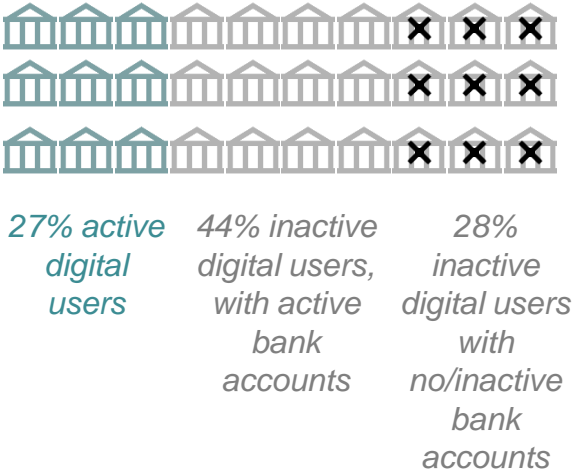 27% active
digital
users
44% inactive
digital users,
with active
bank
accounts
28%
inactive
digital users
with
no/inactive
bank
accounts